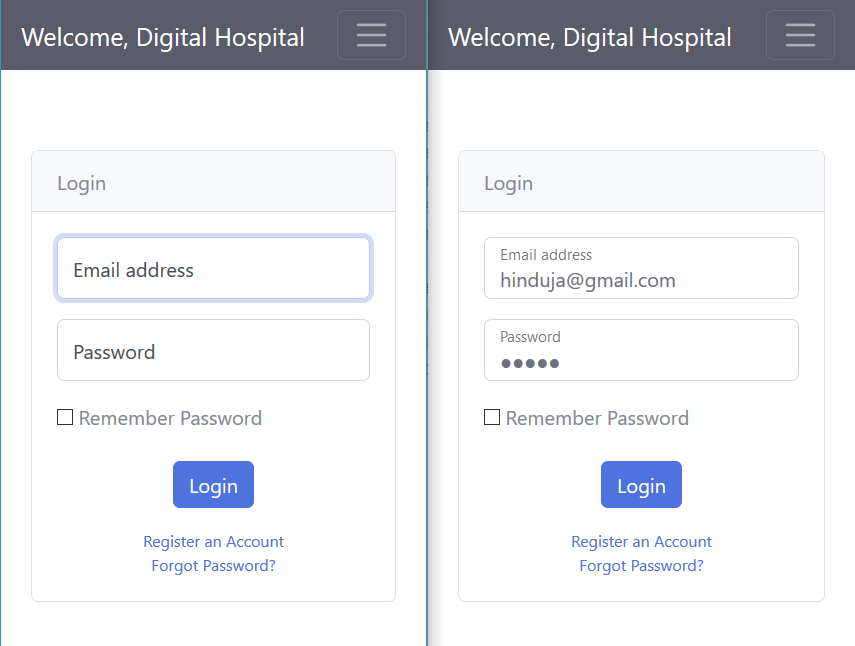 Welcome, Digital Hospital
Login
Email address
Password
Remember Password
Login
Register an Account
Forgot Password?
Welcome, Digital Hospital
Login
Email address
hinduja@gmail.com
Password
●●●●●
Remember Password
Login
Register an Account
Forgot Password?